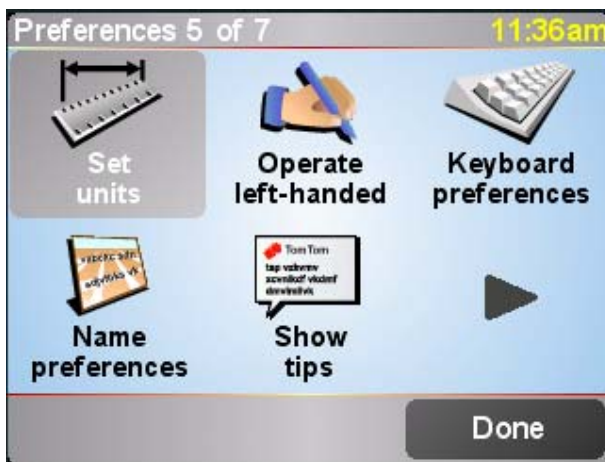 Preferences 5 of 7
11:36am
Set
units
Operate
left-handed
Keyboard
preferences
Name
preferences
TomTom
Show
tips
Done